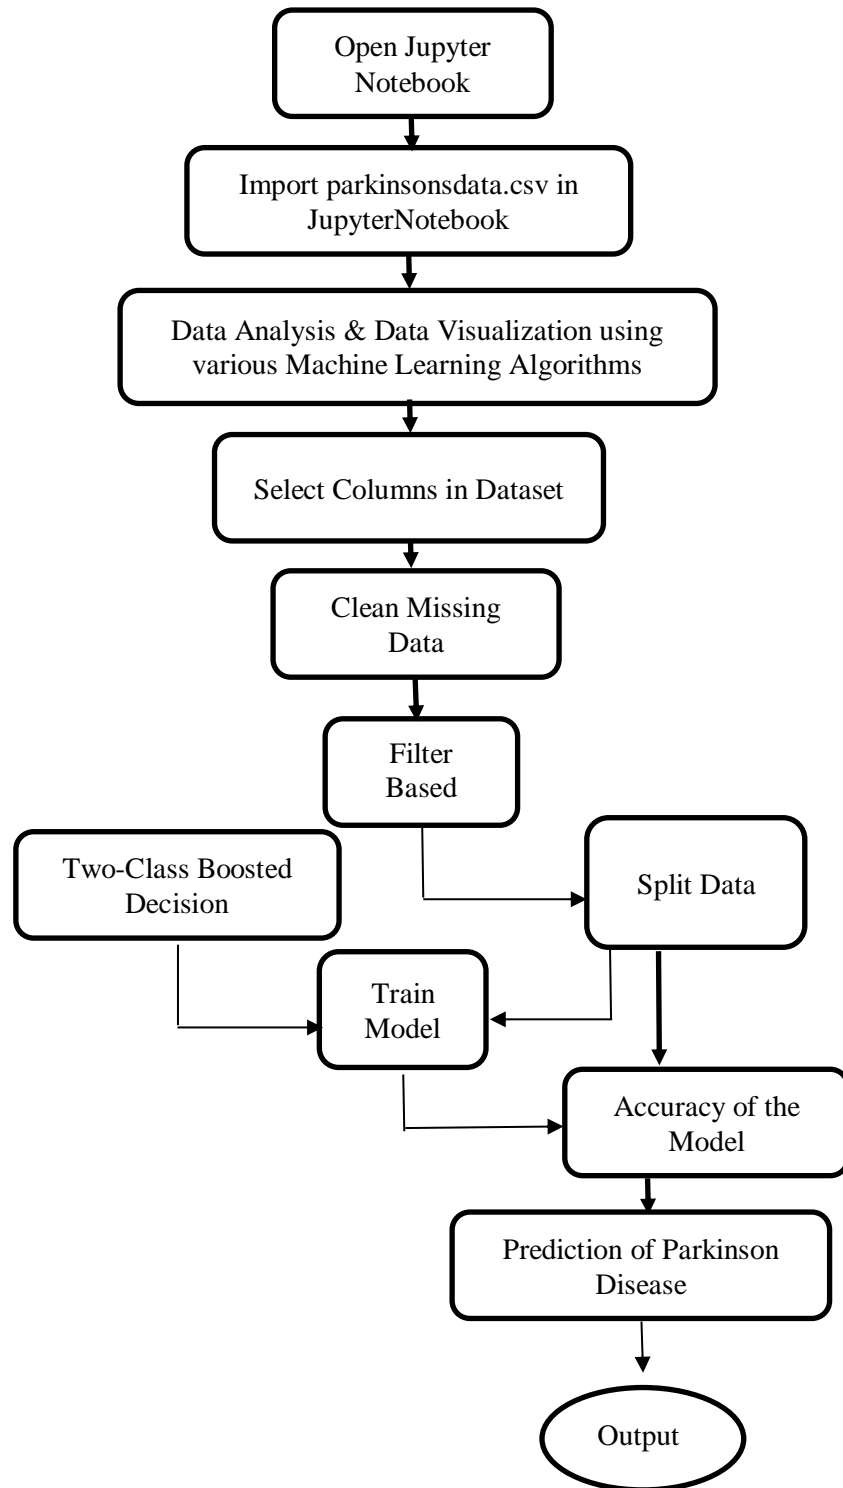 Open Jupyter
Notebook
Import parkinsonsdata.csv in
JupyterNotebook
Data Analysis & Data Visualization using
various Machine Learning Algorithms
Select Columns in Dataset
Clean Missing
Data
Filter
Based
Two-Class Boosted
Decision
Split Data
Train
Model
Accuracy of the
Model
Prediction of Parkinson
Disease
Output